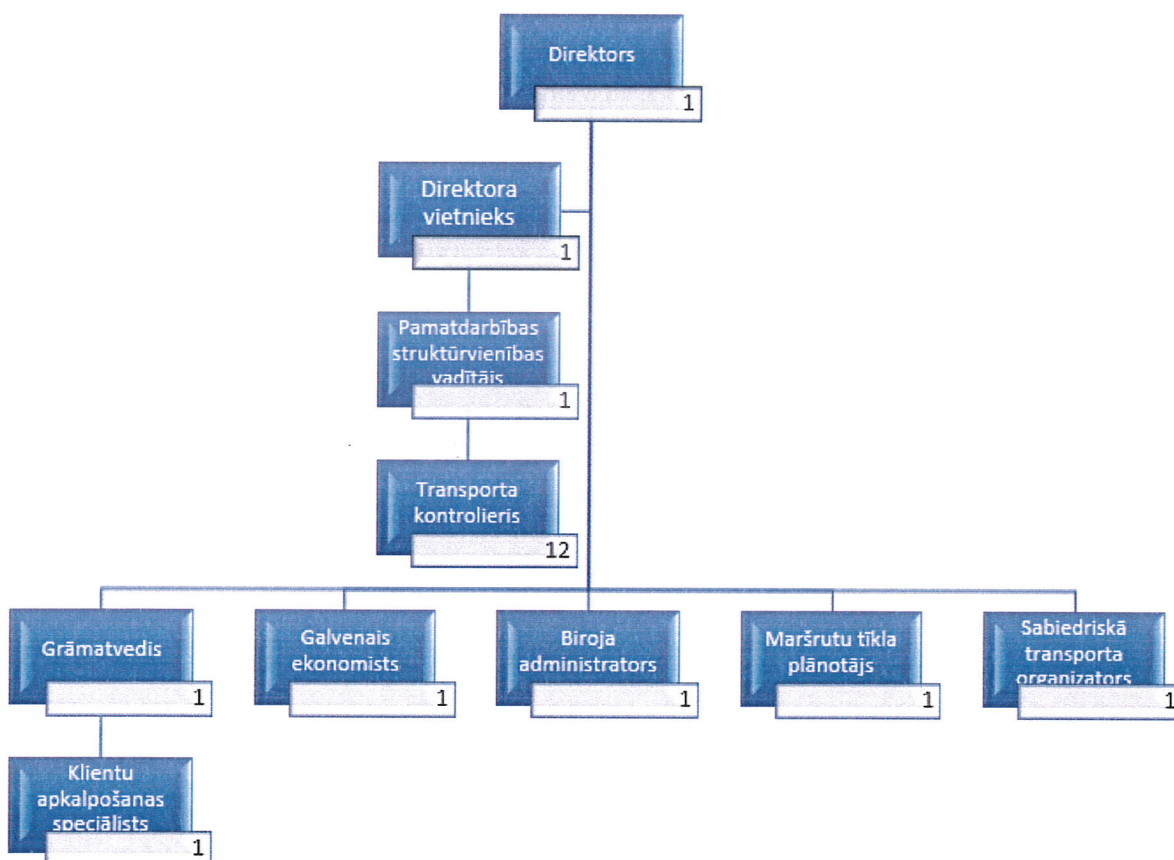 Direktors
1
Direktora
vietnieks
1
Pamatdarbības
struktūrvienības
vadītājs
1
Transporta
kontrolieris
12
Grāmatvedis
1
Galvenais
ekonomists
1
Biroja
administrators
1
Maršrutu tīkla
plānotājs
1
Sabiedriskā
transporta
organizators
1
Klientu
apkalpošanas
speciālists
1